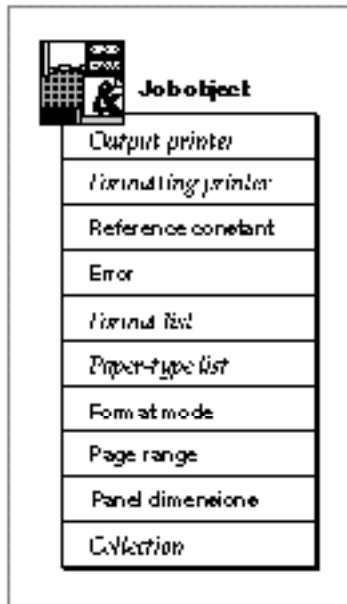 Job object
Output printer
Formatting printer
Reference constant
Error
Format list
Paper-type list
Format mode
Page range
Panel dimensions
Collection